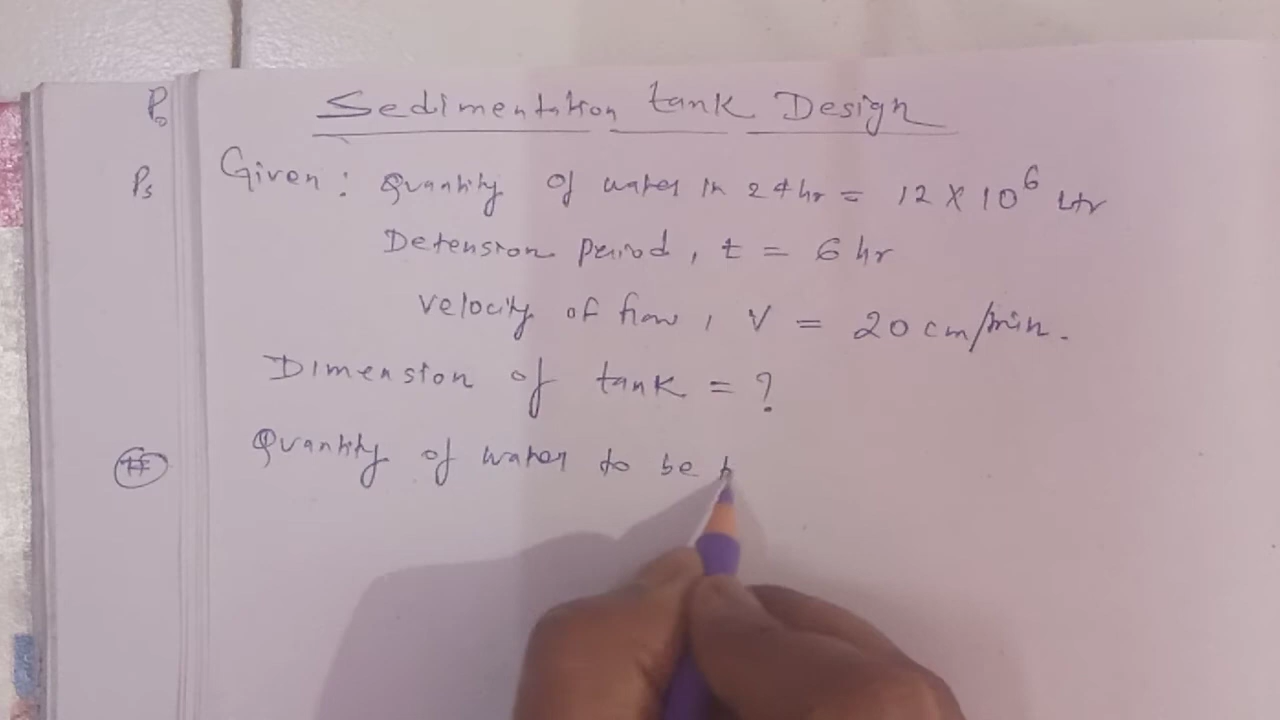 Sedimentation tank Design
Given: Quantity of water in 24 hr = 12 X 10^6 Ltr
Detension period, t = 6 hr
velocity of flow, V = 20 cm/min.
Dimension of tank = ?
Quantity of water to be